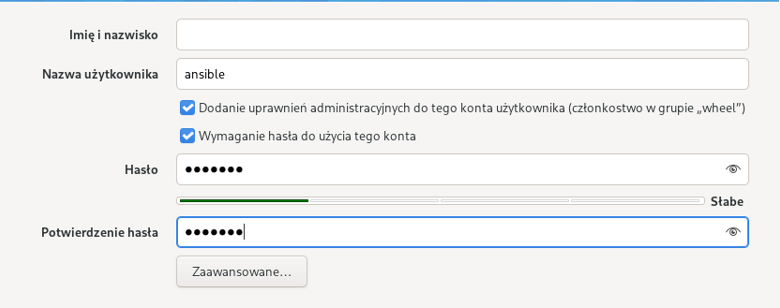 Imię i nazwisko
Nazwa użytkownika ansible
Dodanie uprawnień administracyjnych do tego konta użytkownika (członkostwo w grupie „wheel”)
Wymaganie hasła do użycia tego konta
Hasło ●●●●●●●
Słabe
Potwierdzenie hasła ●●●●●●●
Zaawansowane...